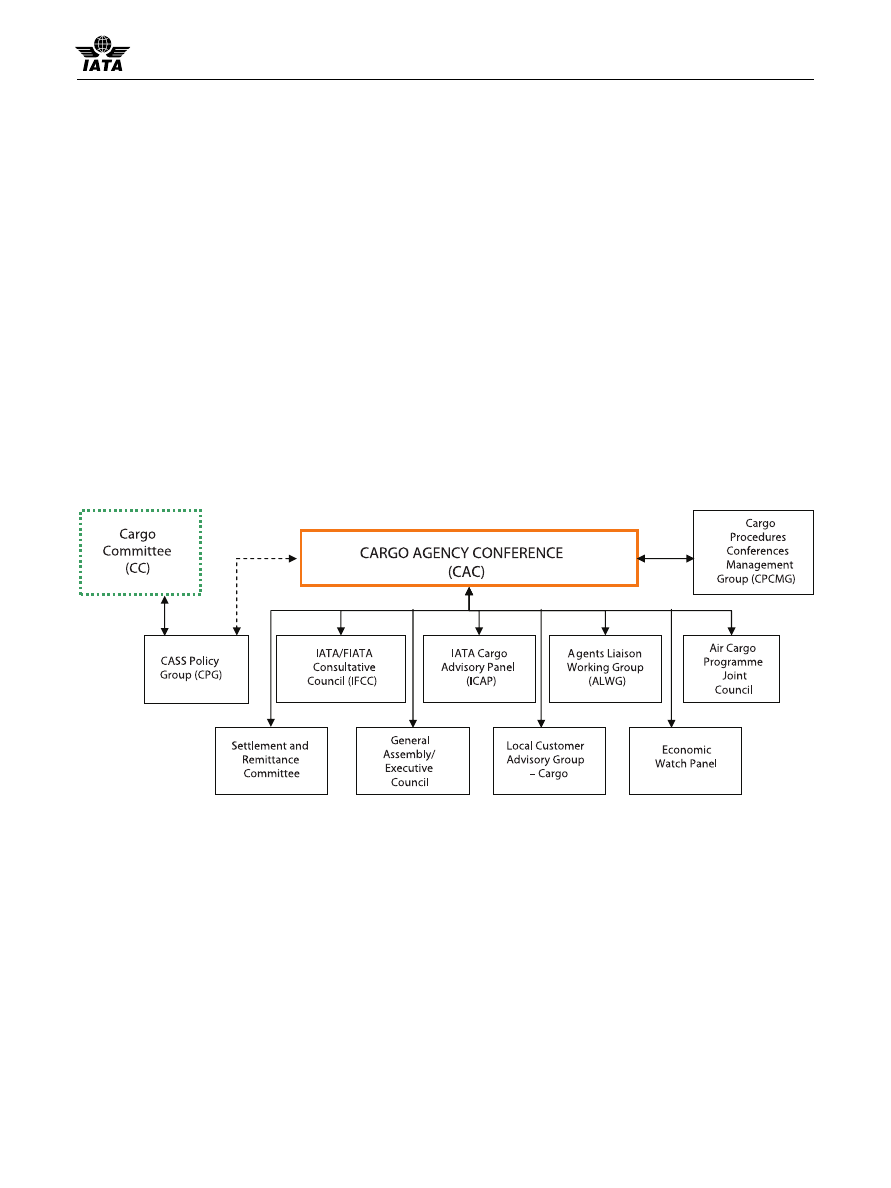 IATA
Cargo
Committee
(CC)
CARGO AGENCY CONFERENCE
(CAC)
Cargo
Procedures
Conferences
Management
Group (CPCMG)
CASS Policy
Group (CPG)
IATA/FIATA
Consultative
Council (IFCC)
IATA Cargo
Advisory Panel
(ICAP)
Agents Liaison
Working Group
(ALWG)
Air Cargo
Programme
Joint
Council
Settlement and
Remittance
Committee
General
Assembly/
Executive
Council
Local Customer
Advisory Group
– Cargo
Economic
Watch Panel